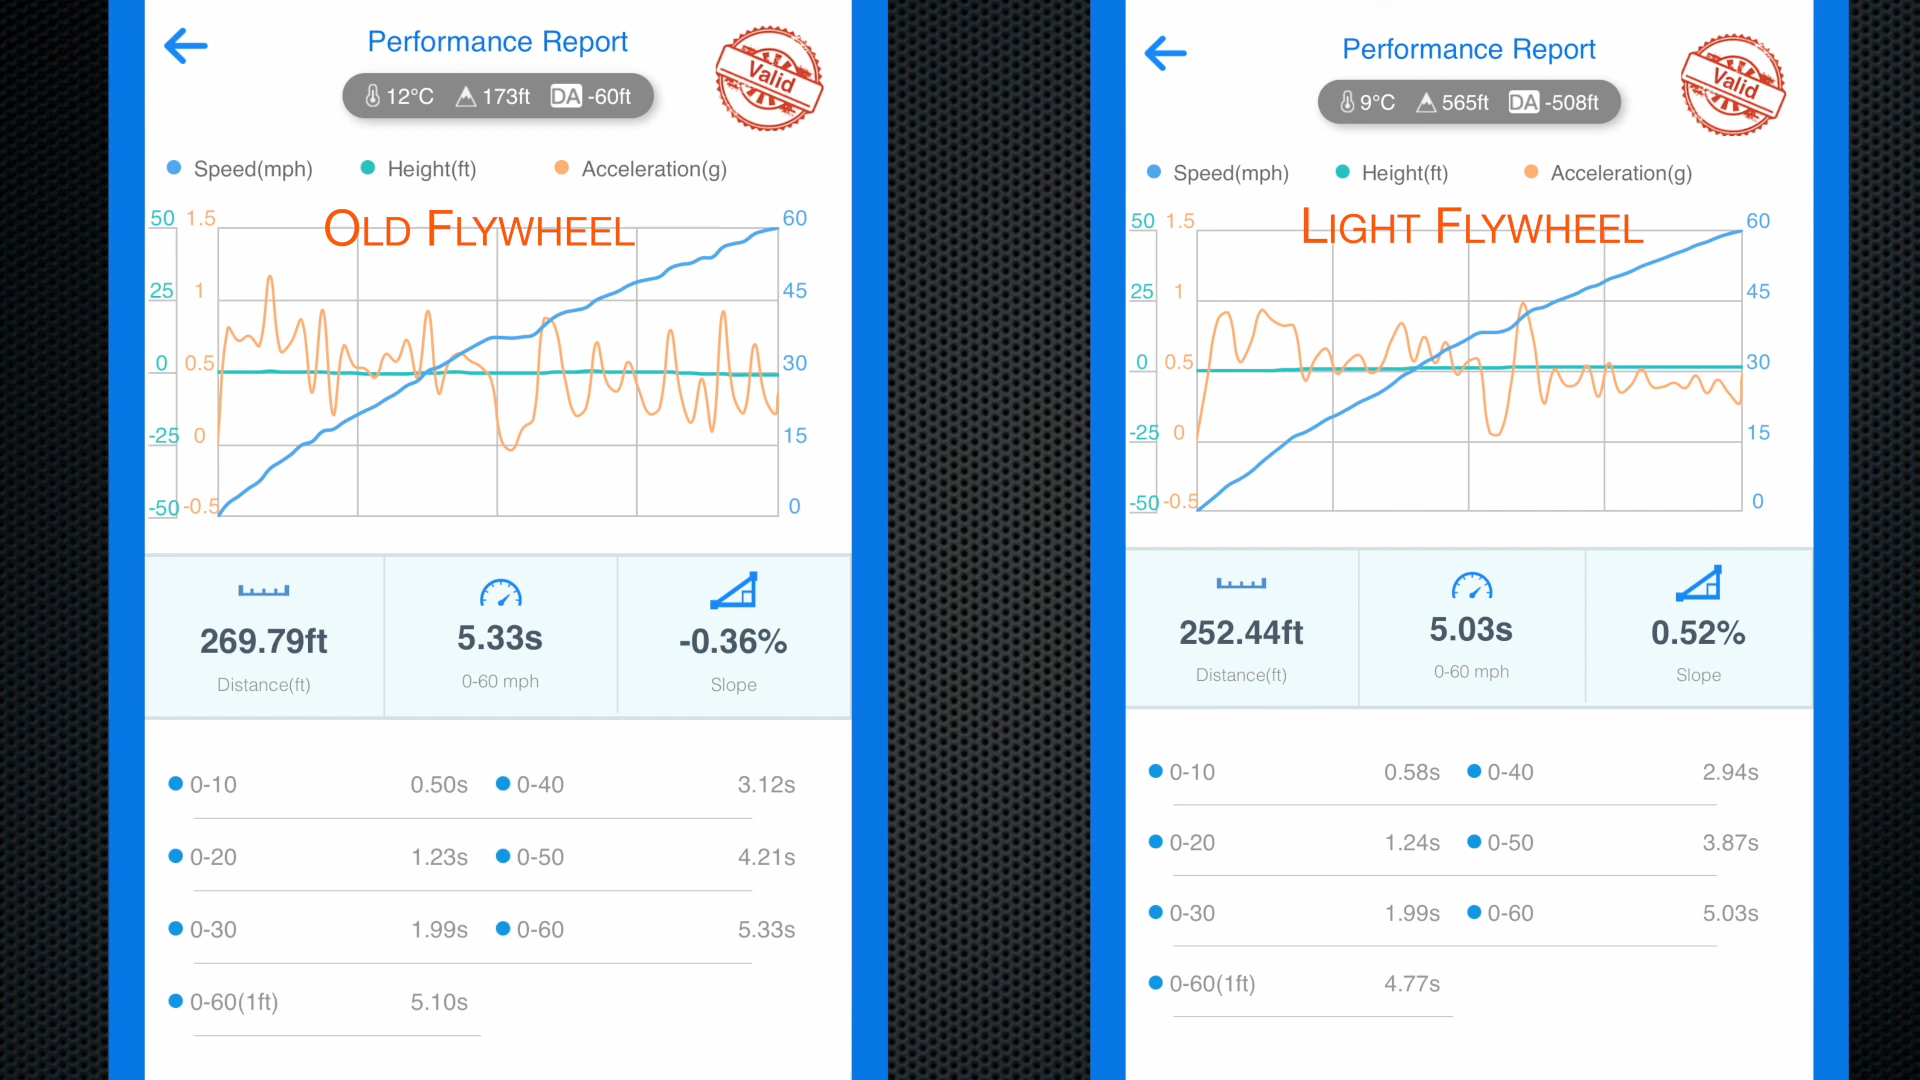 Performance Report
Valid
12°C 173ft DA -60ft
Speed(mph) Height(ft) Acceleration(g)
OLD FLYWHEEL
50 1.5 60
25 1 45
0 0.5 30
-25 0 15
-50 -0.5 0
269.79ft 5.33s -0.36%
Distance(ft) 0-60 mph Slope
0-10 0.50s 0-40 3.12s
0-20 1.23s 0-50 4.21s
0-30 1.99s 0-60 5.33s
0-60(1ft) 5.10s
Performance Report
Valid
9°C 565ft DA -508ft
Speed(mph) Height(ft) Acceleration(g)
LIGHT FLYWHEEL
50 1.5 60
25 1 45
0 0.5 30
-25 0 15
-50 -0.5 0
252.44ft 5.03s 0.52%
Distance(ft) 0-60 mph Slope
0-10 0.58s 0-40 2.94s
0-20 1.24s 0-50 3.87s
0-30 1.99s 0-60 5.03s
0-60(1ft) 4.77s